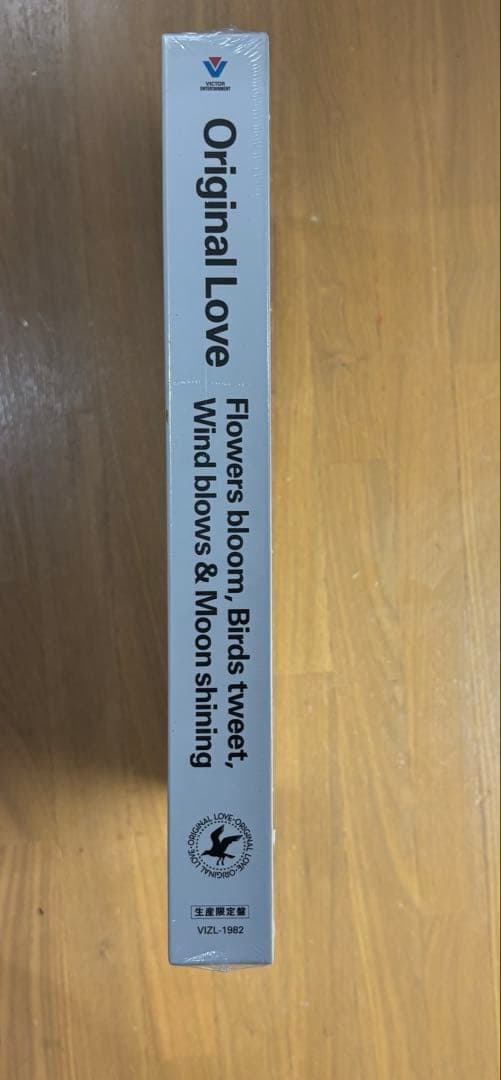 VICTOR
ENTERTAINMENT
Original Love
Flowers bloom, Birds tweet,
Wind blows & Moon shining
ORIGINAL LOVE・ORIGINAL LOVE・ORIGINAL LOVE・
生産限定盤
VIZL-1982